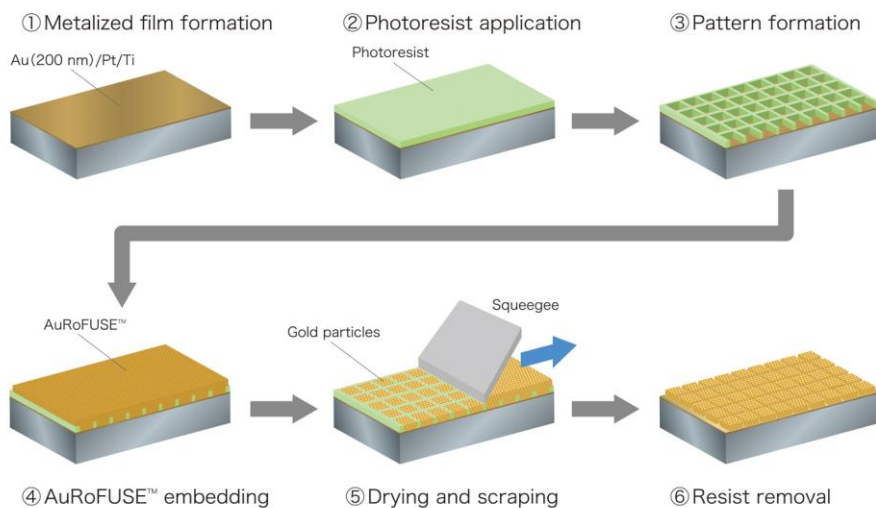 ①Metalized film formation
②Photoresist application
③Pattern formation
Au(200 nm)/Pt/Ti
Photoresist
AuRoFUSE™
Gold particles
Squeegee
④AuRoFUSE™ embedding
⑤Drying and scraping
⑥Resist removal